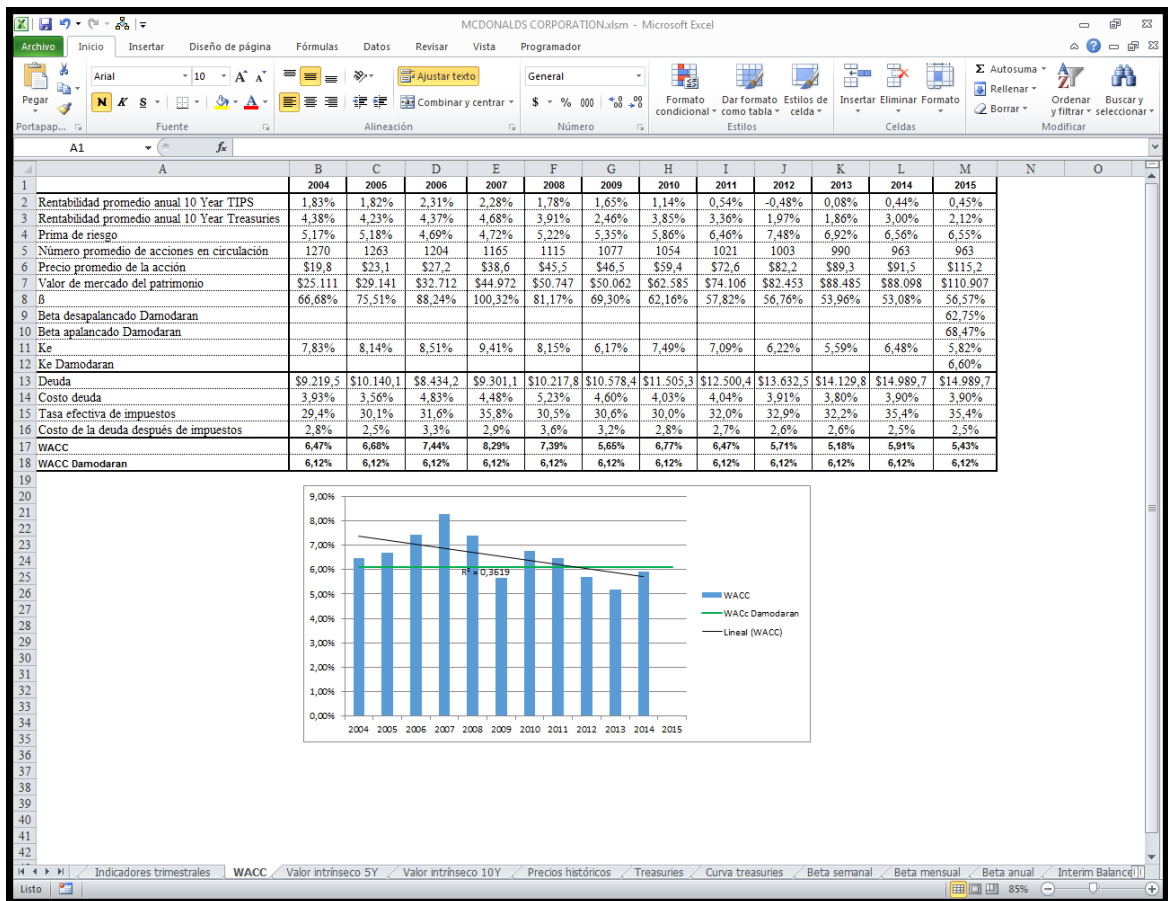 MCDONALDS CORPORATION.xlsm - Microsoft Excel
Archivo Inicio Insertar Diseño de página Fórmulas Datos Revisar Vista Programador
Pegar
Portapap...
Arial 10
N K S
Fuente
Ajustar texto
Combinar y centrar
Alineación
General
$ % 000
Número
Formato condicional
Dar formato como tabla
Estilos de celda
Estilos
Insertar Eliminar Formato
Celdas
Σ Autosuma
Rellenar
Borrar
Ordenar y filtrar
Buscar y seleccionar
Modificar
A1 fx
A B C D E F G H I J K L M N O
1 2004 2005 2006 2007 2008 2009 2010 2011 2012 2013 2014 2015
2 Rentabilidad promedio anual 10 Year TIPS 1,83% 1,82% 2,31% 2,28% 1,78% 1,65% 1,14% 0,54% -0,48% 0,08% 0,44% 0,45%
3 Rentabilidad promedio anual 10 Year Treasuries 4,38% 4,23% 4,37% 4,68% 3,91% 2,46% 3,85% 3,36% 1,97% 1,86% 3,00% 2,12%
4 Prima de riesgo 5,17% 5,18% 4,69% 4,72% 5,22% 5,35% 5,86% 6,46% 7,48% 6,92% 6,56% 6,55%
5 Número promedio de acciones en circulación 1270 1263 1204 1165 1115 1077 1054 1021 1003 990 963 963
6 Precio promedio de la acción $19,8 $23,1 $27,2 $38,6 $45,5 $46,5 $59,4 $72,6 $82,2 $89,3 $91,5 $115,2
7 Valor de mercado del patrimonio $25.111 $29.141 $32.712 $44.972 $50.747 $50.062 $62.585 $74.106 $82.453 $88.485 $88.098 $110.907
8 ß 66,68% 75,51% 88,24% 100,32% 81,17% 69,30% 62,16% 57,82% 56,76% 53,96% 53,08% 56,57%
9 Beta desapalancado Damodaran 62,75%
10 Beta apalancado Damodaran 68,47%
11 Ke 7,83% 8,14% 8,51% 9,41% 8,15% 6,17% 7,49% 7,09% 6,22% 5,59% 6,48% 5,82%
12 Ke Damodaran 6,60%
13 Deuda $9.219,5 $10.140,1 $8.434,2 $9.301,1 $10.217,8 $10.578,4 $11.505,3 $12.500,4 $13.632,5 $14.129,8 $14.989,7 $14.989,7
14 Costo deuda 3,93% 3,56% 4,83% 4,48% 5,23% 4,60% 4,03% 4,04% 3,91% 3,80% 3,90% 3,90%
15 Tasa efectiva de impuestos 29,4% 30,1% 31,6% 35,8% 30,5% 30,6% 30,0% 32,0% 32,9% 32,2% 35,4% 35,4%
16 Costo de la deuda después de impuestos 2,8% 2,5% 3,3% 2,9% 3,6% 3,2% 2,8% 2,7% 2,6% 2,6% 2,5% 2,5%
17 WACC 6,47% 6,68% 7,44% 8,29% 7,39% 5,65% 6,77% 6,47% 5,71% 5,18% 5,91% 5,43%
18 WACC Damodaran 6,12% 6,12% 6,12% 6,12% 6,12% 6,12% 6,12% 6,12% 6,12% 6,12% 6,12% 6,12%
19
20
21
22
23
24
25
26
27
28
29
30
31
32
33
34
35
36
37
38
39
40
41
42
9,00%
8,00%
7,00%
6,00%
5,00%
4,00%
3,00%
2,00%
1,00%
0,00%
R² = 0,3619
2004 2005 2006 2007 2008 2009 2010 2011 2012 2013 2014 2015
WACC
WACc Damodaran
Lineal (WACC)
Indicadores trimestrales WACC Valor intrínseco 5Y Valor intrínseco 10Y Precios históricos Treasuries Curva treasuries Beta semanal Beta mensual Beta anual Interim Balance
Listo 85%